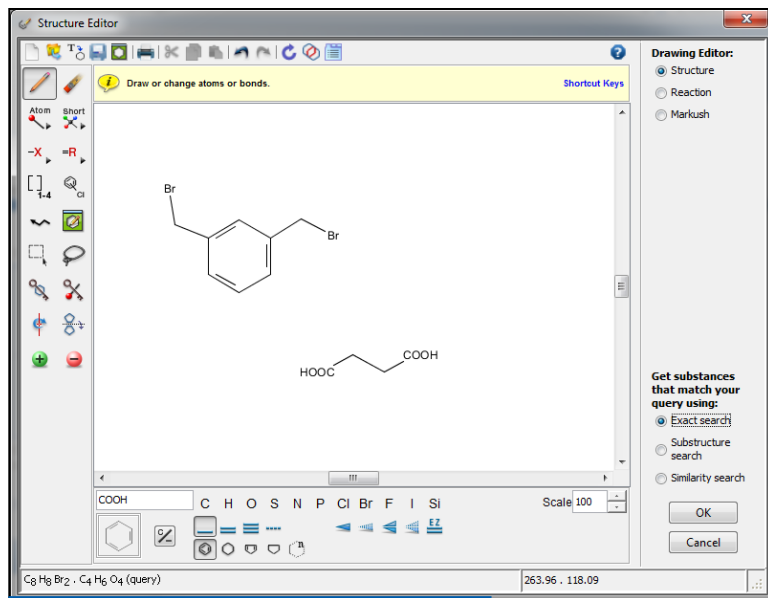 Structure Editor
Draw or change atoms or bonds.
Shortcut Keys
Drawing Editor:
Structure
Reaction
Markush
Atom
Short
-X
=R
[ ]1-4
Cl
Br
Br
HOOC
COOH
Get substances
that match your
query using:
Exact search
Substructure
search
Similarity search
OK
Cancel
COOH
C H O S N P Cl Br F I Si
Scale 100
C/−
EZ
n
C8 H8 Br2 . C4 H6 O4 (query)
263.96 . 118.09